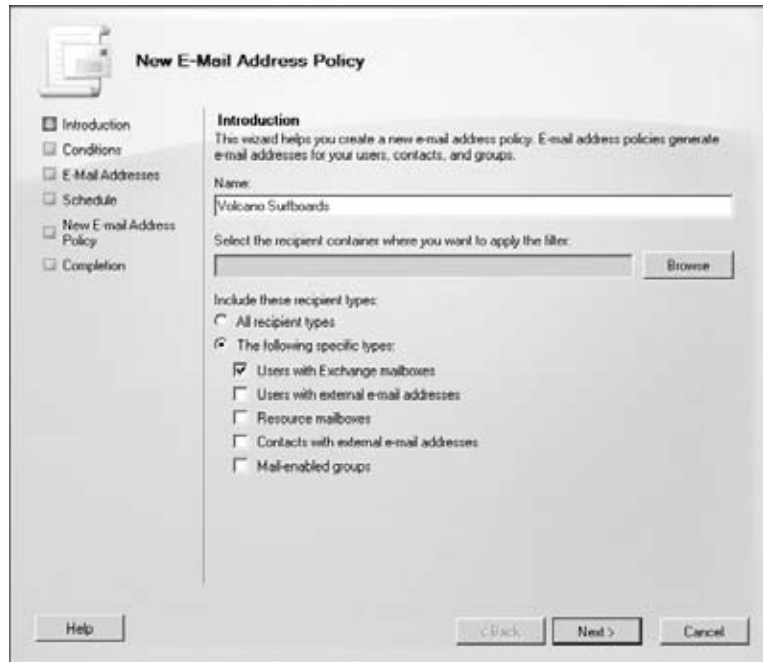 New E-Mail Address Policy
Introduction
Conditions
E-Mail Addresses
Schedule
New E-mail Address
Policy
Completion
Introduction
This wizard helps you create a new e-mail address policy. E-mail address policies generate
e-mail addresses for your users, contacts, and groups.
Name:
Volcano Surfboards
Select the recipient container where you want to apply the filter:
Browse
Include these recipient types:
All recipient types
The following specific types:
Users with Exchange mailboxes
Users with external e-mail addresses
Resource mailboxes
Contacts with external e-mail addresses
Mail-enabled groups
Help
< Back
Next >
Cancel